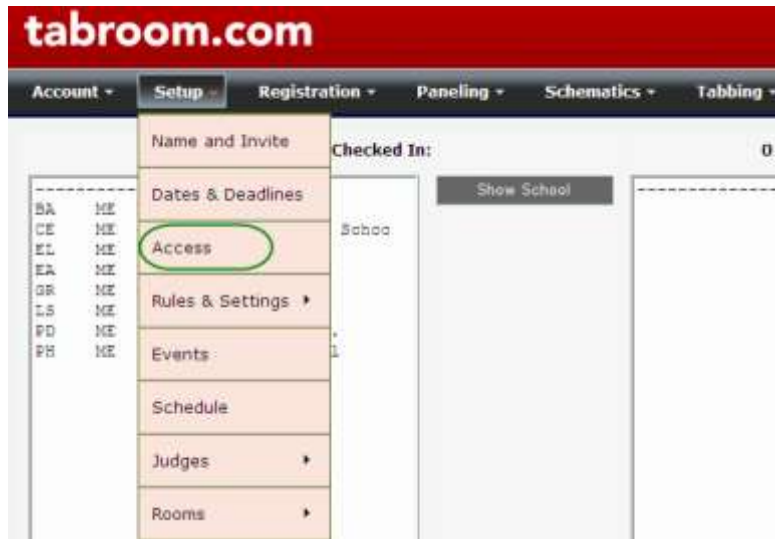 tabroom.com
Account Setup Registration Paneling Schematics Tabbing
Name and Invite
Checked In: 0
Dates & Deadlines
Show School
Access
Rules & Settings
Events
Schedule
Judges
Rooms
BA ME
CE ME Schoo
EL ME
EA ME
GR ME
LS ME
PD ME .
PH ME l